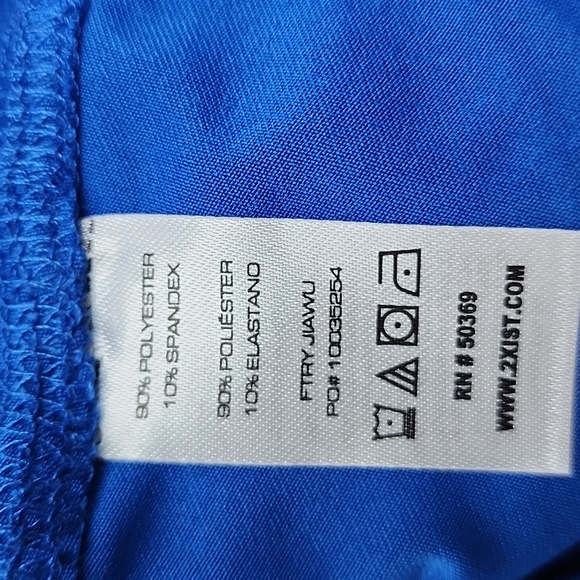 90% POLYESTER
10% SPANDEX
90% POLIÉSTER
10% ELASTANO
FTRY JIAWU
PO# 10035254
RN # 50369
WWW.2XIST.COM